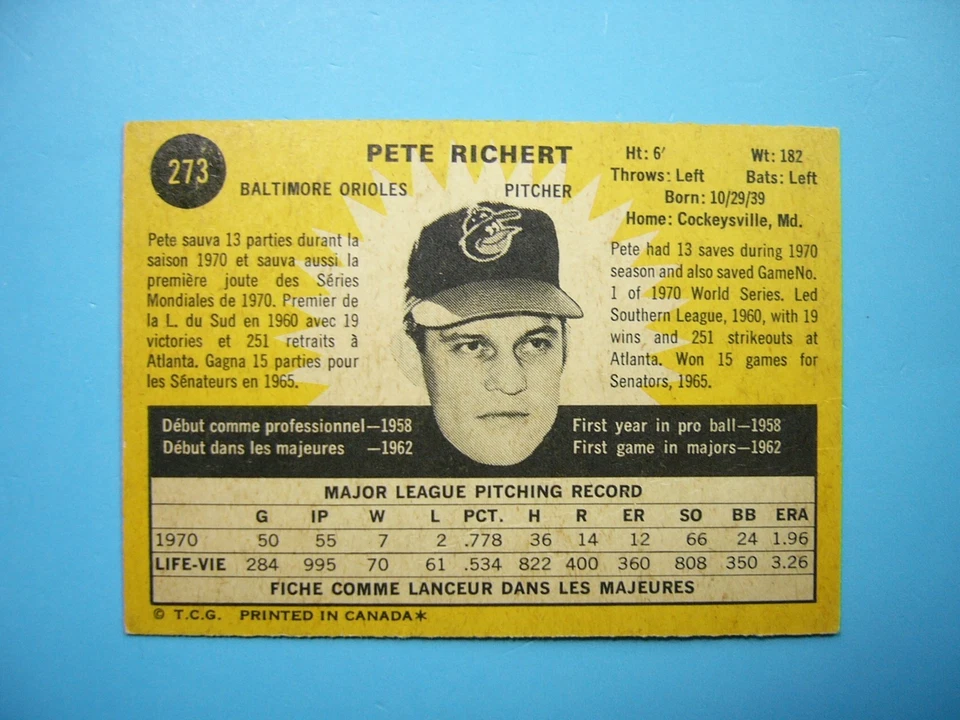 273
PETE RICHERT
BALTIMORE ORIOLES PITCHER
Ht: 6' Wt: 182
Throws: Left Bats: Left
Born: 10/29/39
Home: Cockeysville, Md.
Pete sauva 13 parties durant la
saison 1970 et sauva aussi la
première joute des Séries
Mondiales de 1970. Premier de
la L. du Sud en 1960 avec 19
victories et 251 retraits à
Atlanta. Gagna 15 parties pour
les Sénateurs en 1965.
Pete had 13 saves during 1970
season and also saved Game No.
1 of 1970 World Series. Led
Southern League, 1960, with 19
wins and 251 strikeouts at
Atlanta. Won 15 games for
Senators, 1965.
Début comme professionnel—1958
Début dans les majeures —1962
First year in pro ball—1958
First game in majors—1962
MAJOR LEAGUE PITCHING RECORD
G IP W L PCT. H R ER SO BB ERA
1970 50 55 7 2 .778 36 14 12 66 24 1.96
LIFE-VIE 284 995 70 61 .534 822 400 360 808 350 3.26
FICHE COMME LANCEUR DANS LES MAJEURES
© T.C.G. PRINTED IN CANADA*